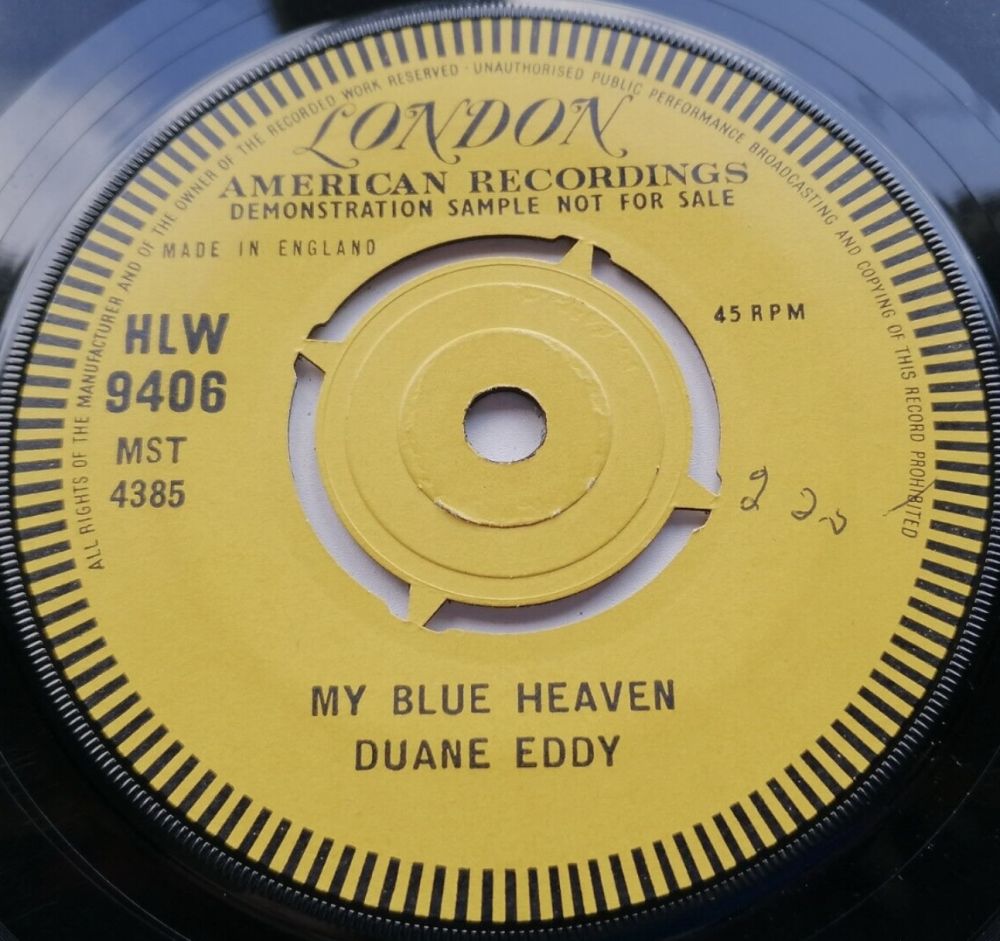 ALL RIGHTS OF THE MANUFACTURER AND OF THE OWNER OF THE RECORDED WORK RESERVED · UNAUTHORISED PUBLIC PERFORMANCE BROADCASTING AND COPYING OF THIS RECORD PROHIBITED
LONDON
AMERICAN RECORDINGS
DEMONSTRATION SAMPLE NOT FOR SALE
MADE IN ENGLAND
45 RPM
HLW
9406
MST
4385
MY BLUE HEAVEN
DUANE EDDY